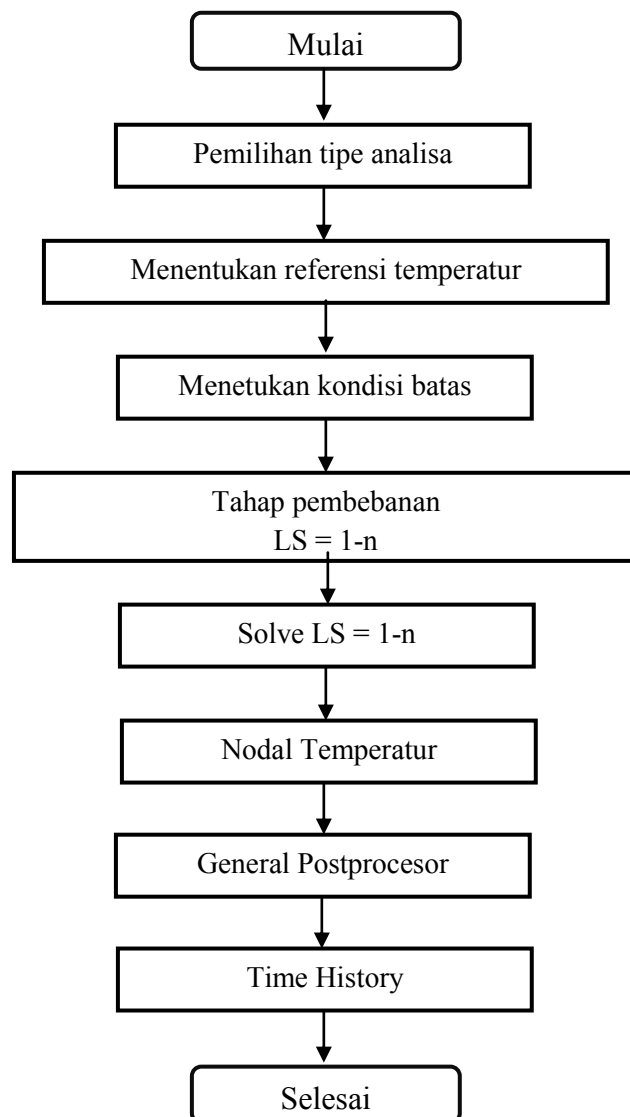 Mulai
Pemilihan tipe analisa
Menentukan referensi temperatur
Menetukan kondisi batas
Tahap pembebanan
LS = 1-n
Solve LS = 1-n
Nodal Temperatur
General Postprocesor
Time History
Selesai